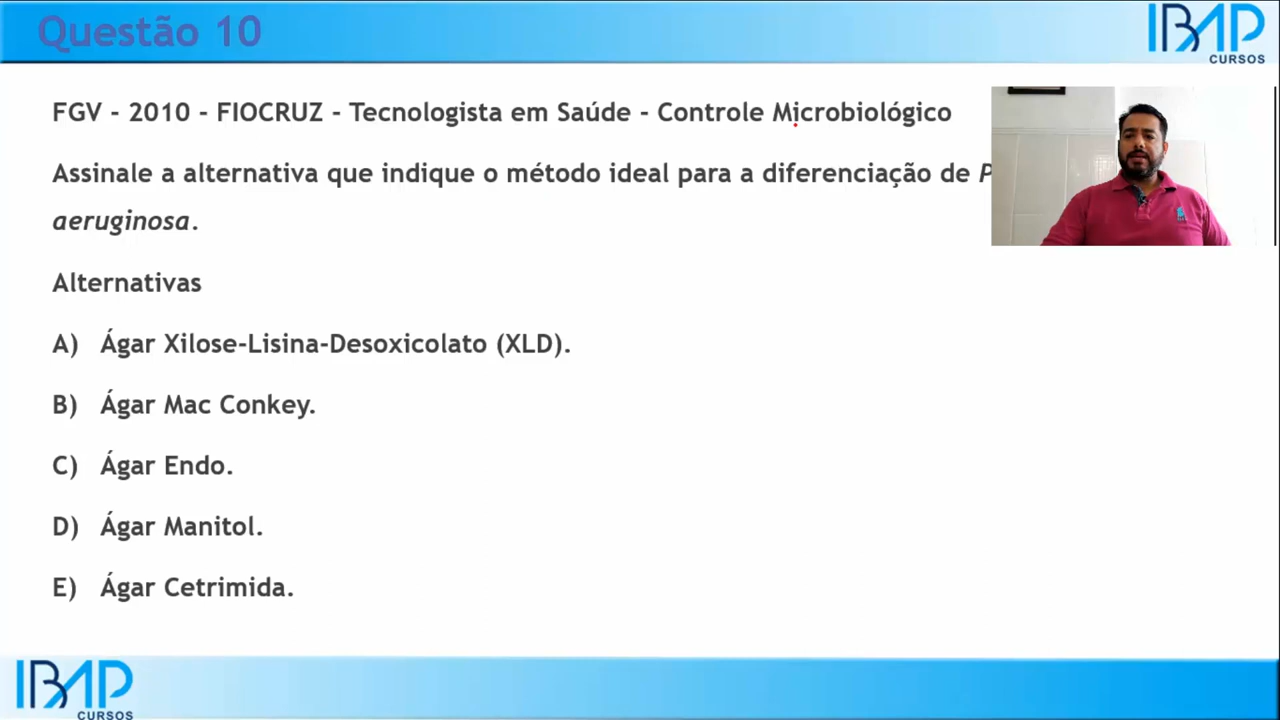 Questão 10
IBAP
CURSOS
FGV - 2010 - FIOCRUZ - Tecnologista em Saúde - Controle Microbiológico
Assinale a alternativa que indique o método ideal para a diferenciação de P
aeruginosa.
Alternativas
A) Ágar Xilose-Lisina-Desoxicolato (XLD).
B) Ágar Mac Conkey.
C) Ágar Endo.
D) Ágar Manitol.
E) Ágar Cetrimida.
IBAP
CURSOS